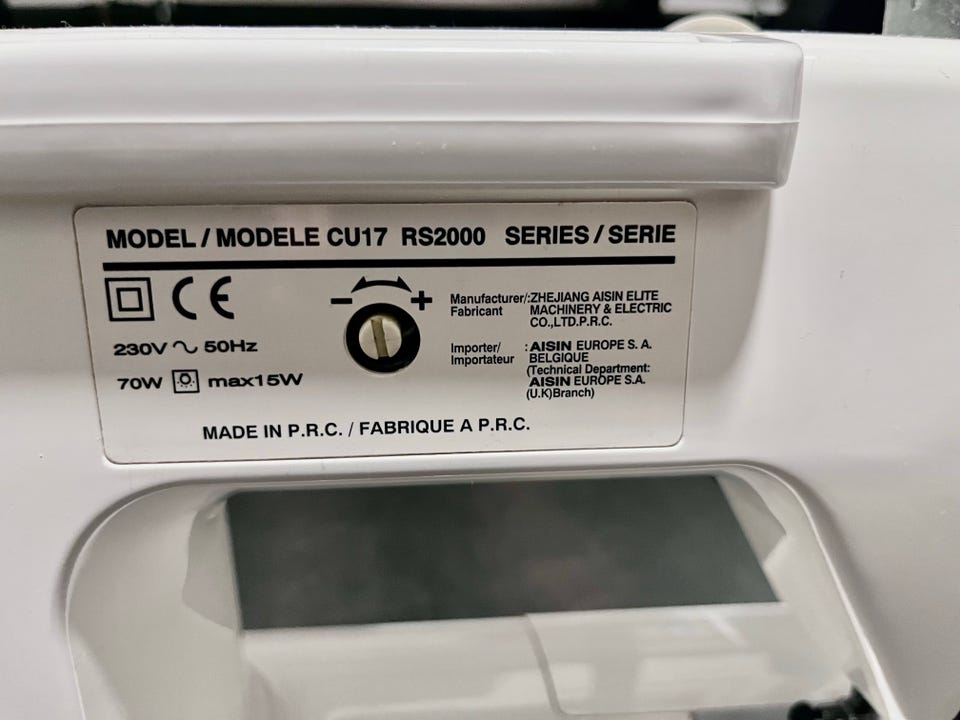 MODEL / MODELE CU17 RS2000 SERIES / SERIE
CE
230V ∿ 50Hz
70W max15W
− +
Manufacturer/:ZHEJIANG AISIN ELITE
Fabricant MACHINERY & ELECTRIC
CO.,LTD.P.R.C.
Importer/ : AISIN EUROPE S. A.
Importateur BELGIQUE
(Technical Department:
AISIN EUROPE S.A.
(U.K)Branch)
MADE IN P.R.C. / FABRIQUE A P.R.C.